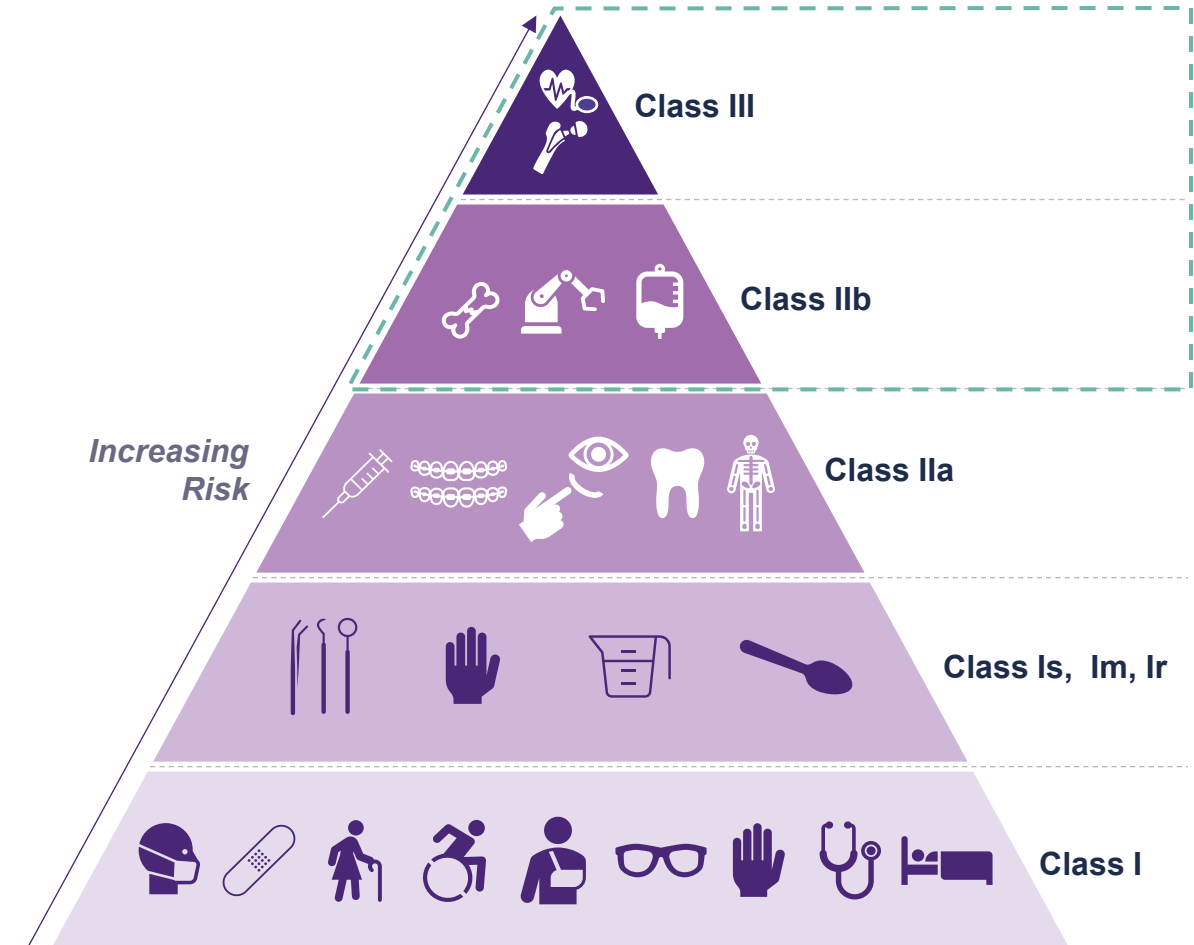 Class III
Class IIb
Increasing
Risk
Class IIa
Class Is,  Im, Ir
Class I